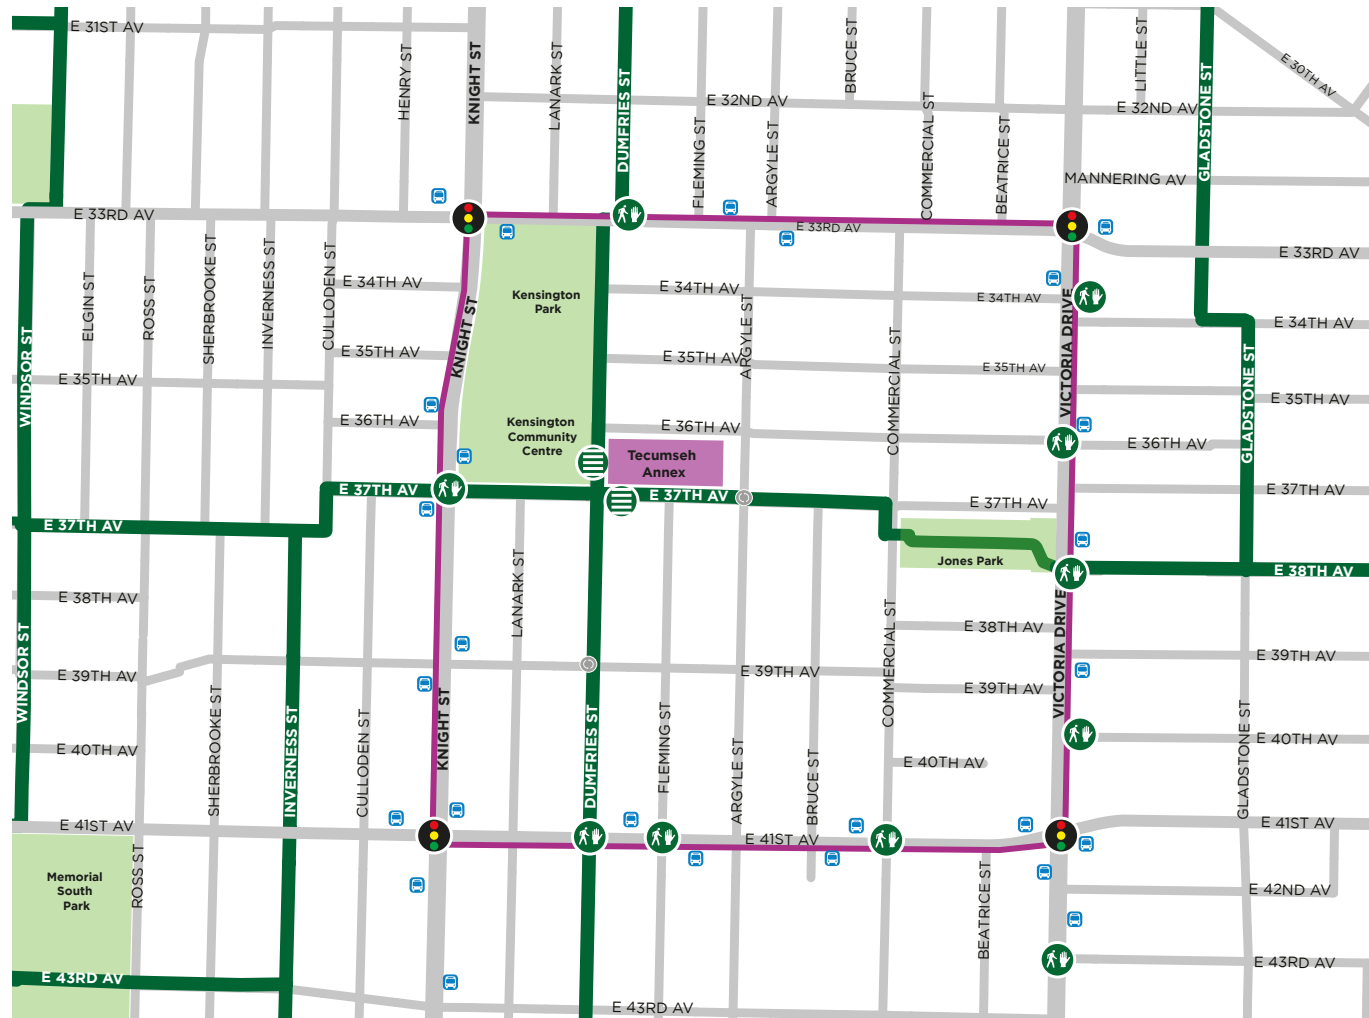 E 31ST AV
HENRY ST
KNIGHT ST
LANARK ST
DUMFRIES ST
FLEMING ST
ARGYLE ST
BRUCE ST
COMMERCIAL ST
BEATRICE ST
LITTLE ST
GLADSTONE ST
E 30TH AV
E 32ND AV
E 32ND AV
MANNERING AV
E 33RD AV
E 33RD AV
E 33RD AV
WINDSOR ST
ELGIN ST
ROSS ST
SHERBROOKE ST
INVERNESS ST
CULLODEN ST
E 34TH AV
KNIGHT ST
Kensington
Park
E 34TH AV
ARGYLE ST
E 34TH AV
VICTORIA DRIVE
E 34TH AV
E 35TH AV
E 35TH AV
E 35TH AV
COMMERCIAL ST
E 35TH AV
E 35TH AV
GLADSTONE ST
E 36TH AV
Kensington
Community
Centre
E 36TH AV
E 36TH AV
Tecumseh
Annex
E 37TH AV
E 37TH AV
E 37TH AV
E 37TH AV
E 37TH AV
Jones Park
E 38TH AV
E 38TH AV
LANARK ST
COMMERCIAL ST
E 38TH AV
VICTORIA DRIVE
WINDSOR ST
E 39TH AV
E 39TH AV
E 39TH AV
E 39TH AV
SHERBROOKE ST
INVERNESS ST
CULLODEN ST
KNIGHT ST
DUMFRIES ST
FLEMING ST
ARGYLE ST
BRUCE ST
GLADSTONE ST
E 40TH AV
E 40TH AV
E 40TH AV
E 41ST AV
E 41ST AV
E 41ST AV
Memorial
South
Park
ROSS ST
BEATRICE ST
E 42ND AV
E 43RD AV
E 43RD AV
E 43RD AV